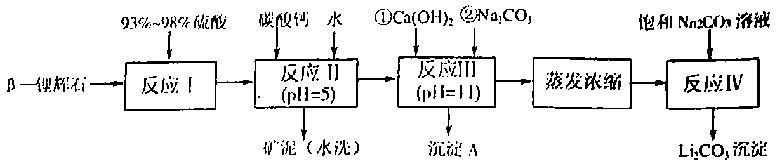 93%~98%硫酸
碳酸钙 水
①Ca(OH)₂ ②Na₂CO₃
饱和Na₂CO₃溶液
β—锂辉石
反应Ⅰ
反应Ⅱ
(pH=5)
反应Ⅲ
(pH=11)
蒸发浓缩
反应Ⅳ
矿泥（水洗）
沉淀A
Li₂CO₃沉淀